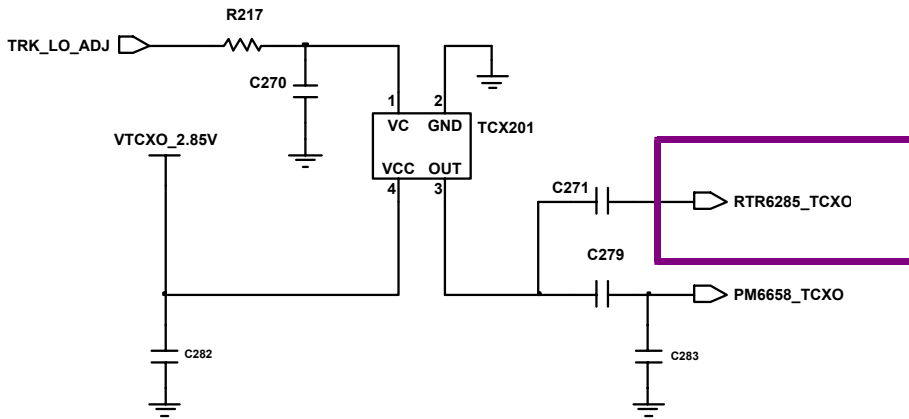 R217
TRK_LO_ADJ
C270
1
2
VC
GND
TCX201
VTCXO_2.85V
VCC
OUT
4
3
C271
RTR6285_TCXO
C279
PM6658_TCXO
C282
C283